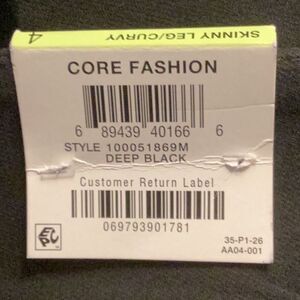 4 SKINNY LEG/CURVY
CORE FASHION
6 89439 40166 6
STYLE 100051869M
DEEP BLACK
Customer Return Label
069793901781
35-P1-26
AA04-001